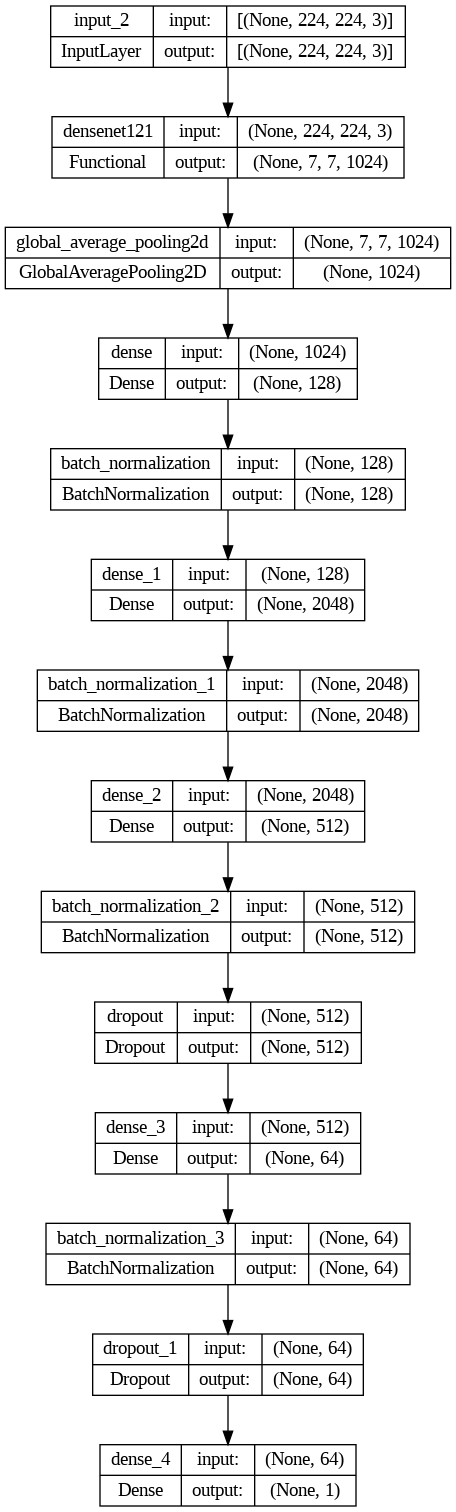 input_2 input: [(None, 224, 224, 3)]
InputLayer output: [(None, 224, 224, 3)]
densenet121 input: (None, 224, 224, 3)
Functional output: (None, 7, 7, 1024)
global_average_pooling2d input: (None, 7, 7, 1024)
GlobalAveragePooling2D output: (None, 1024)
dense input: (None, 1024)
Dense output: (None, 128)
batch_normalization input: (None, 128)
BatchNormalization output: (None, 128)
dense_1 input: (None, 128)
Dense output: (None, 2048)
batch_normalization_1 input: (None, 2048)
BatchNormalization output: (None, 2048)
dense_2 input: (None, 2048)
Dense output: (None, 512)
batch_normalization_2 input: (None, 512)
BatchNormalization output: (None, 512)
dropout input: (None, 512)
Dropout output: (None, 512)
dense_3 input: (None, 512)
Dense output: (None, 64)
batch_normalization_3 input: (None, 64)
BatchNormalization output: (None, 64)
dropout_1 input: (None, 64)
Dropout output: (None, 64)
dense_4 input: (None, 64)
Dense output: (None, 1)